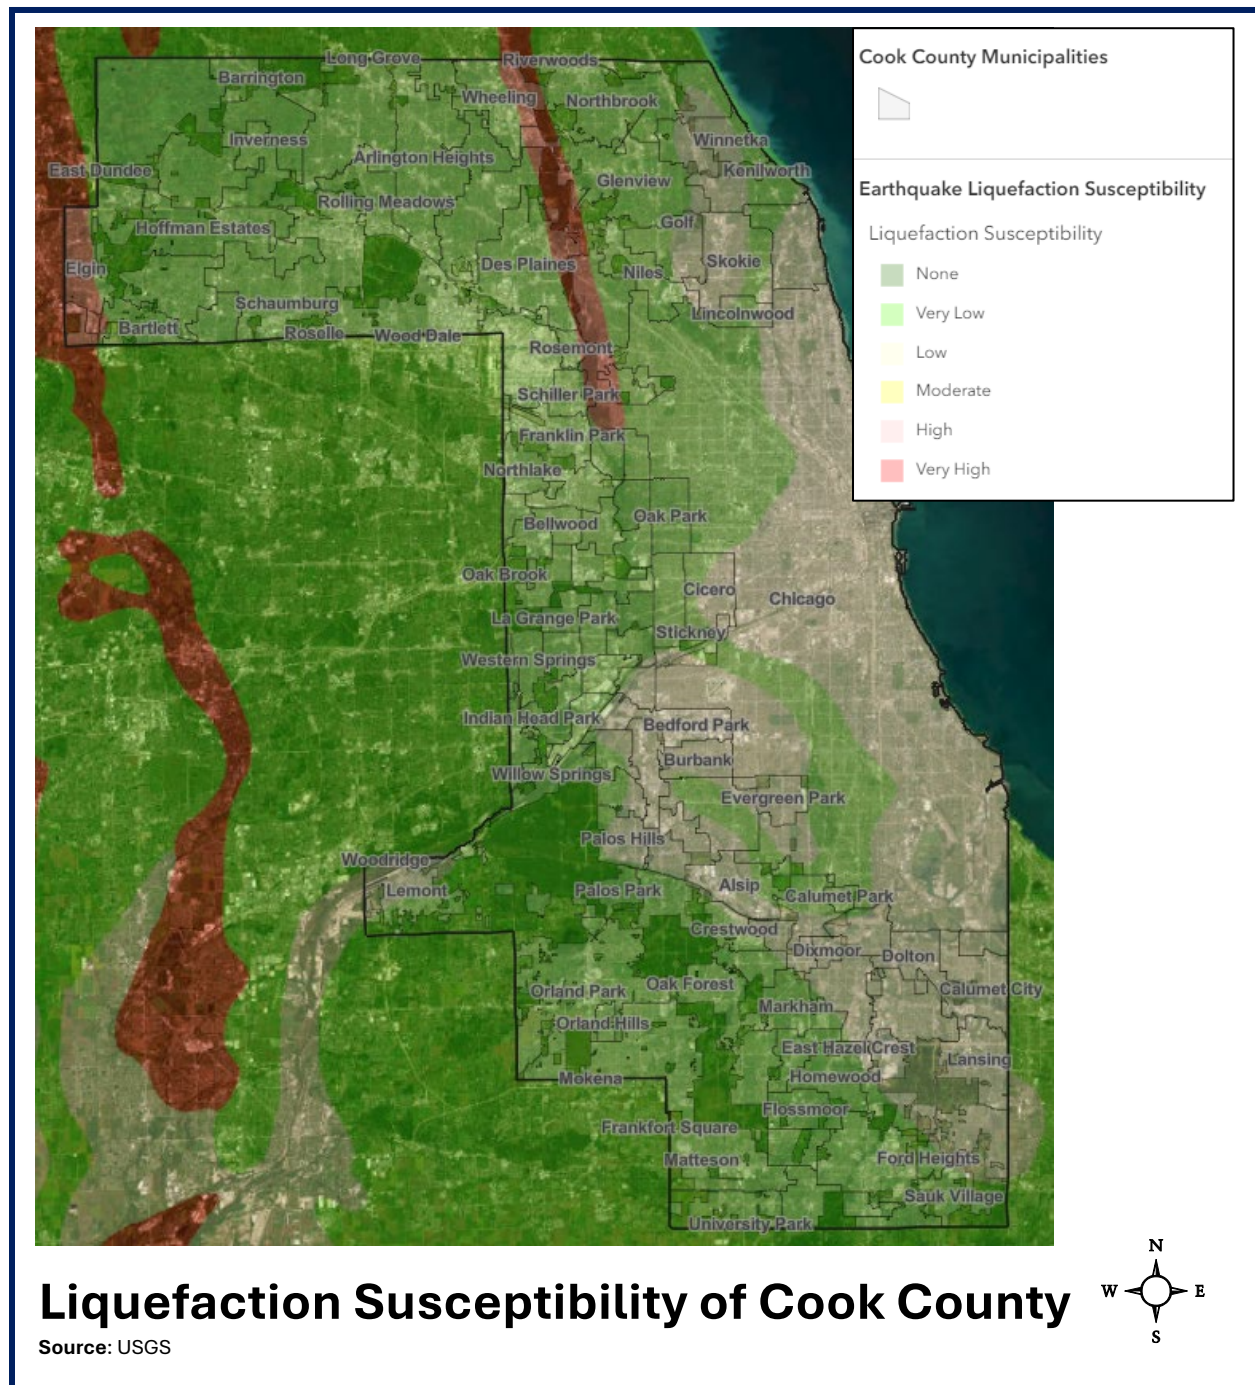 Cook County Municipalities
Earthquake Liquefaction Susceptibility
Liquefaction Susceptibility
None
Very Low
Low
Moderate
High
Very High
Long Grove
Riverwoods
Barrington
Wheeling
Northbrook
Inverness
Winnetka
Arlington Heights
East Dundee
Kenilworth
Glenview
Rolling Meadows
Golf
Hoffman Estates
Skokie
Des Plaines
Elgin
Niles
Schaumburg
Lincolnwood
Bartlett
Roselle
Wood Dale
Rosemont
Schiller Park
Franklin Park
Northlake
Oak Park
Bellwood
Oak Brook
Cicero
Chicago
La Grange Park
Stickney
Western Springs
Indian Head Park
Bedford Park
Burbank
Willow Springs
Evergreen Park
Palos Hills
Woodridge
Lemont
Palos Park
Alsip
Calumet Park
Crestwood
Dixmoor
Dolton
Oak Forest
Orland Park
Calumet City
Markham
Orland Hills
East Hazel Crest
Lansing
Mokena
Homewood
Flossmoor
Frankfort Square
Matteson
Ford Heights
Sauk Village
University Park
N
W
E
S
Liquefaction Susceptibility of Cook County
Source: USGS